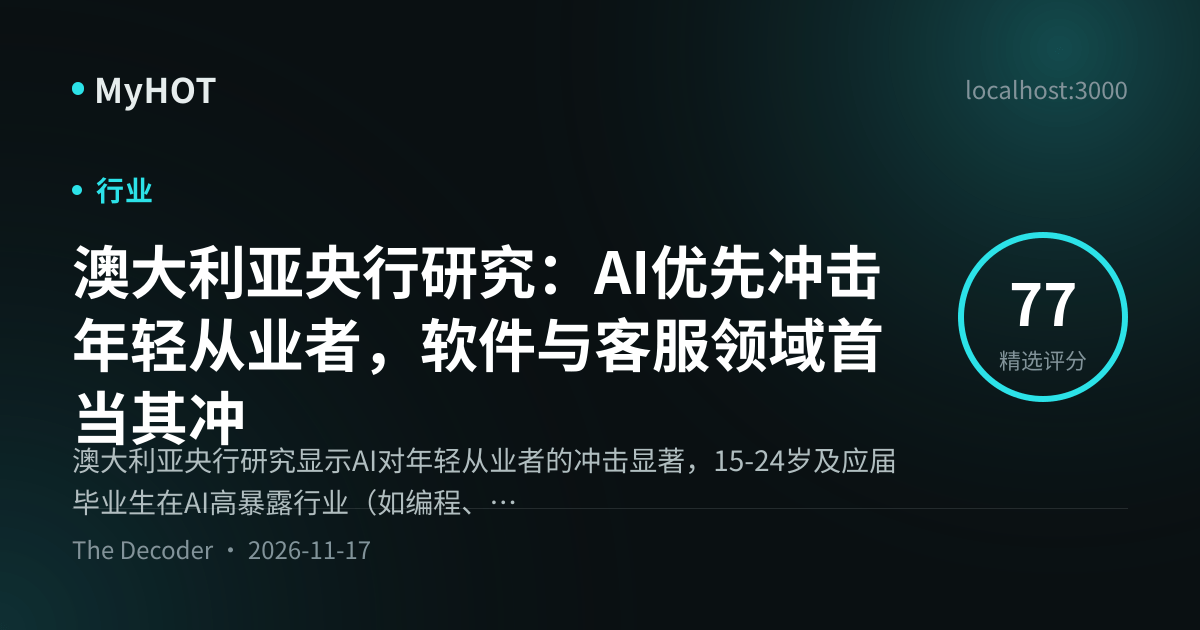 MyHOT
localhost:3000
行业
澳大利亚央行研究：AI优先冲击
年轻从业者，软件与客服领域首
当其冲
77
精选评分
澳大利亚央行研究显示AI对年轻从业者的冲击显著，15-24岁及应届
毕业生在AI高暴露行业（如编程、…
The Decoder • 2026-11-17